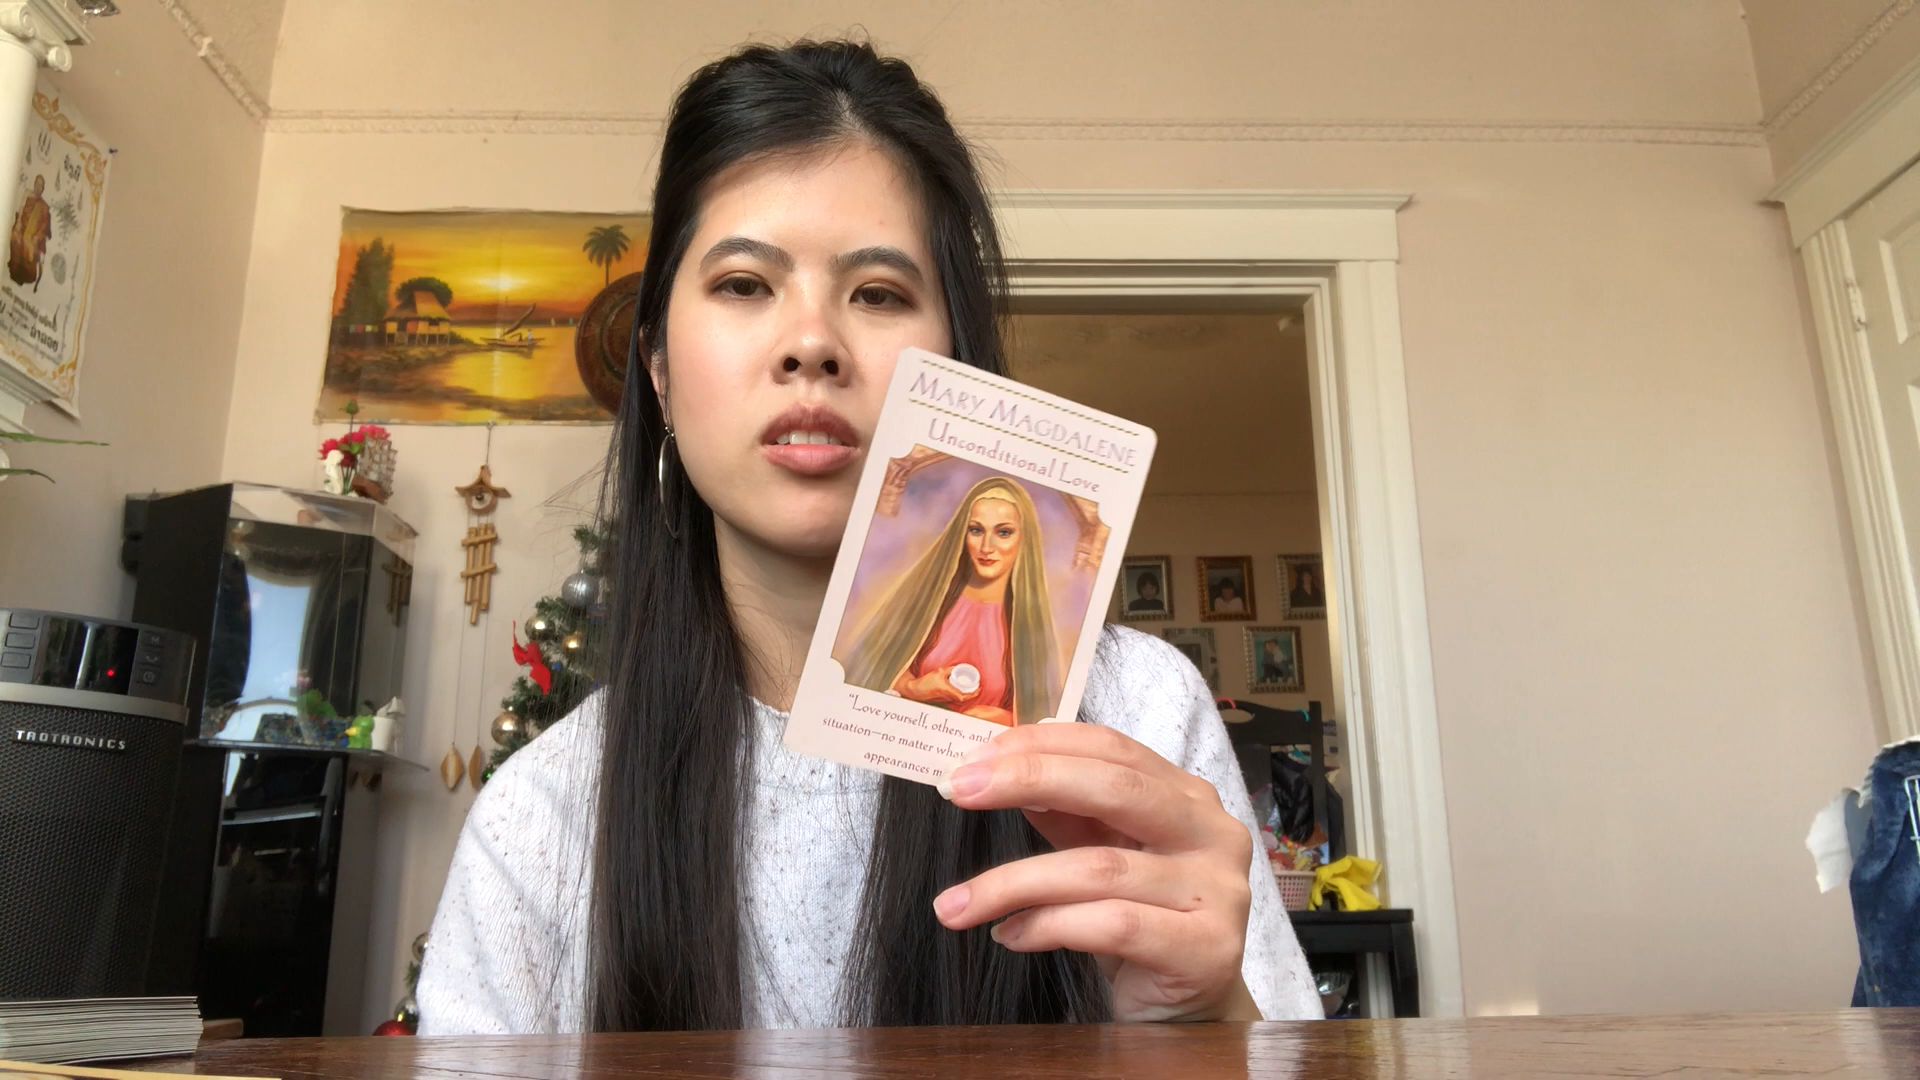 MARY MAGDALENE
Unconditional Love
"Love yourself, others, and
situation—no matter what
appearances
TAOTRONICS